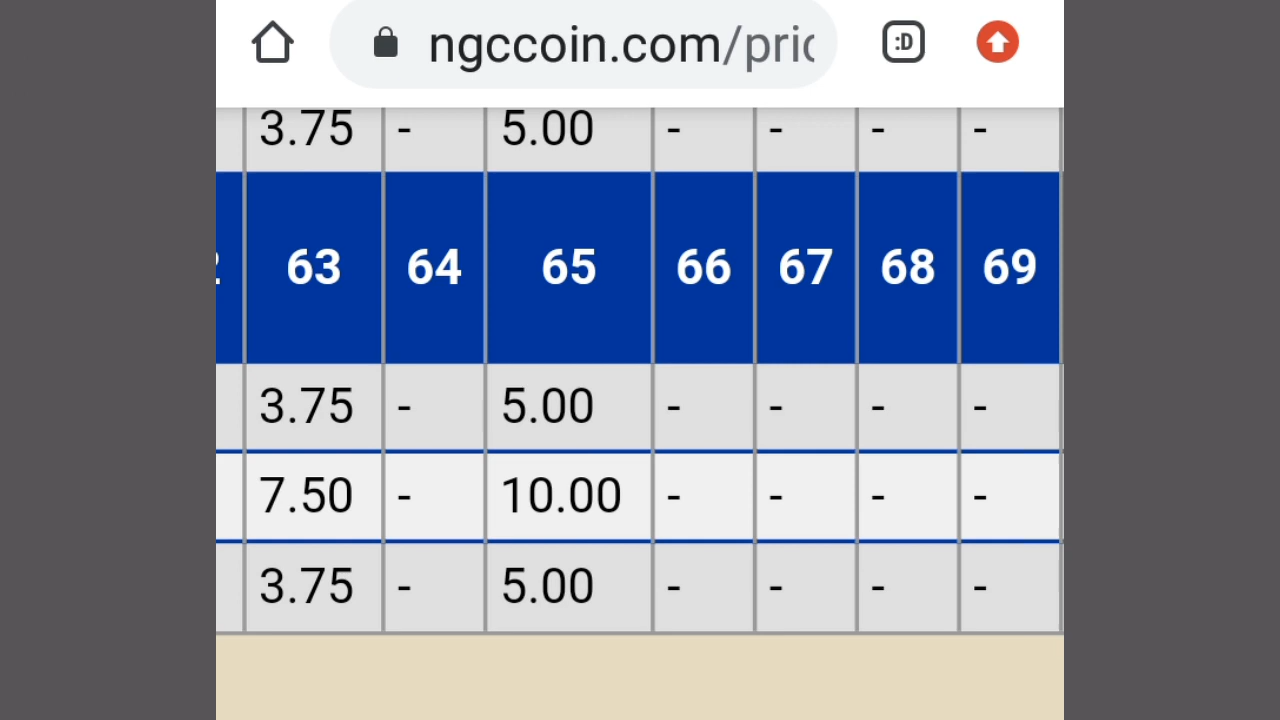 :D
ngccoin.com/pric
3.75 - 5.00 - - - -
63 64 65 66 67 68 69
3.75 - 5.00 - - - -
7.50 - 10.00 - - - -
3.75 - 5.00 - - - -